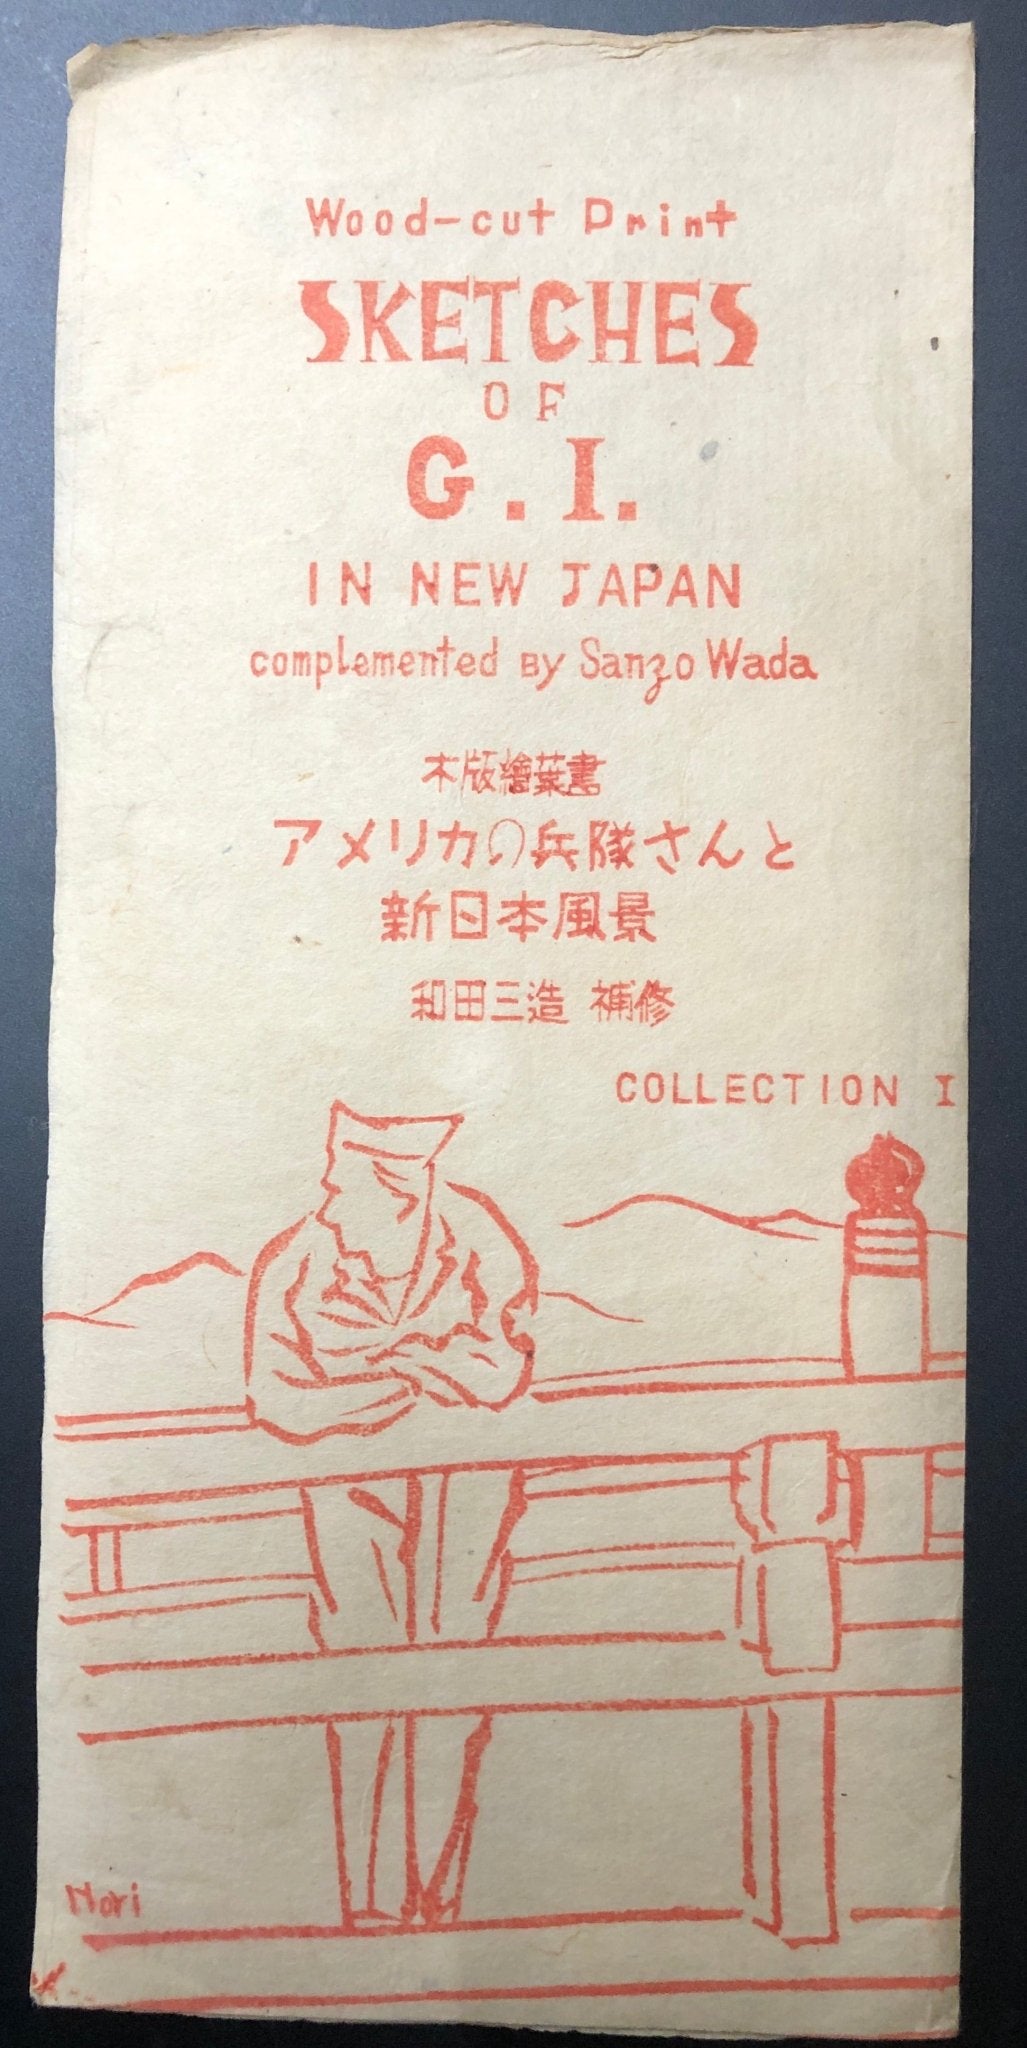 Wood-cut Print
SKETCHES
OF
G.I.
IN NEW JAPAN
complemented By Sanzo Wada
木版繪葉書
アメリカの兵隊さんと
新日本風景
和田三造 補修
COLLECTION I
Nori